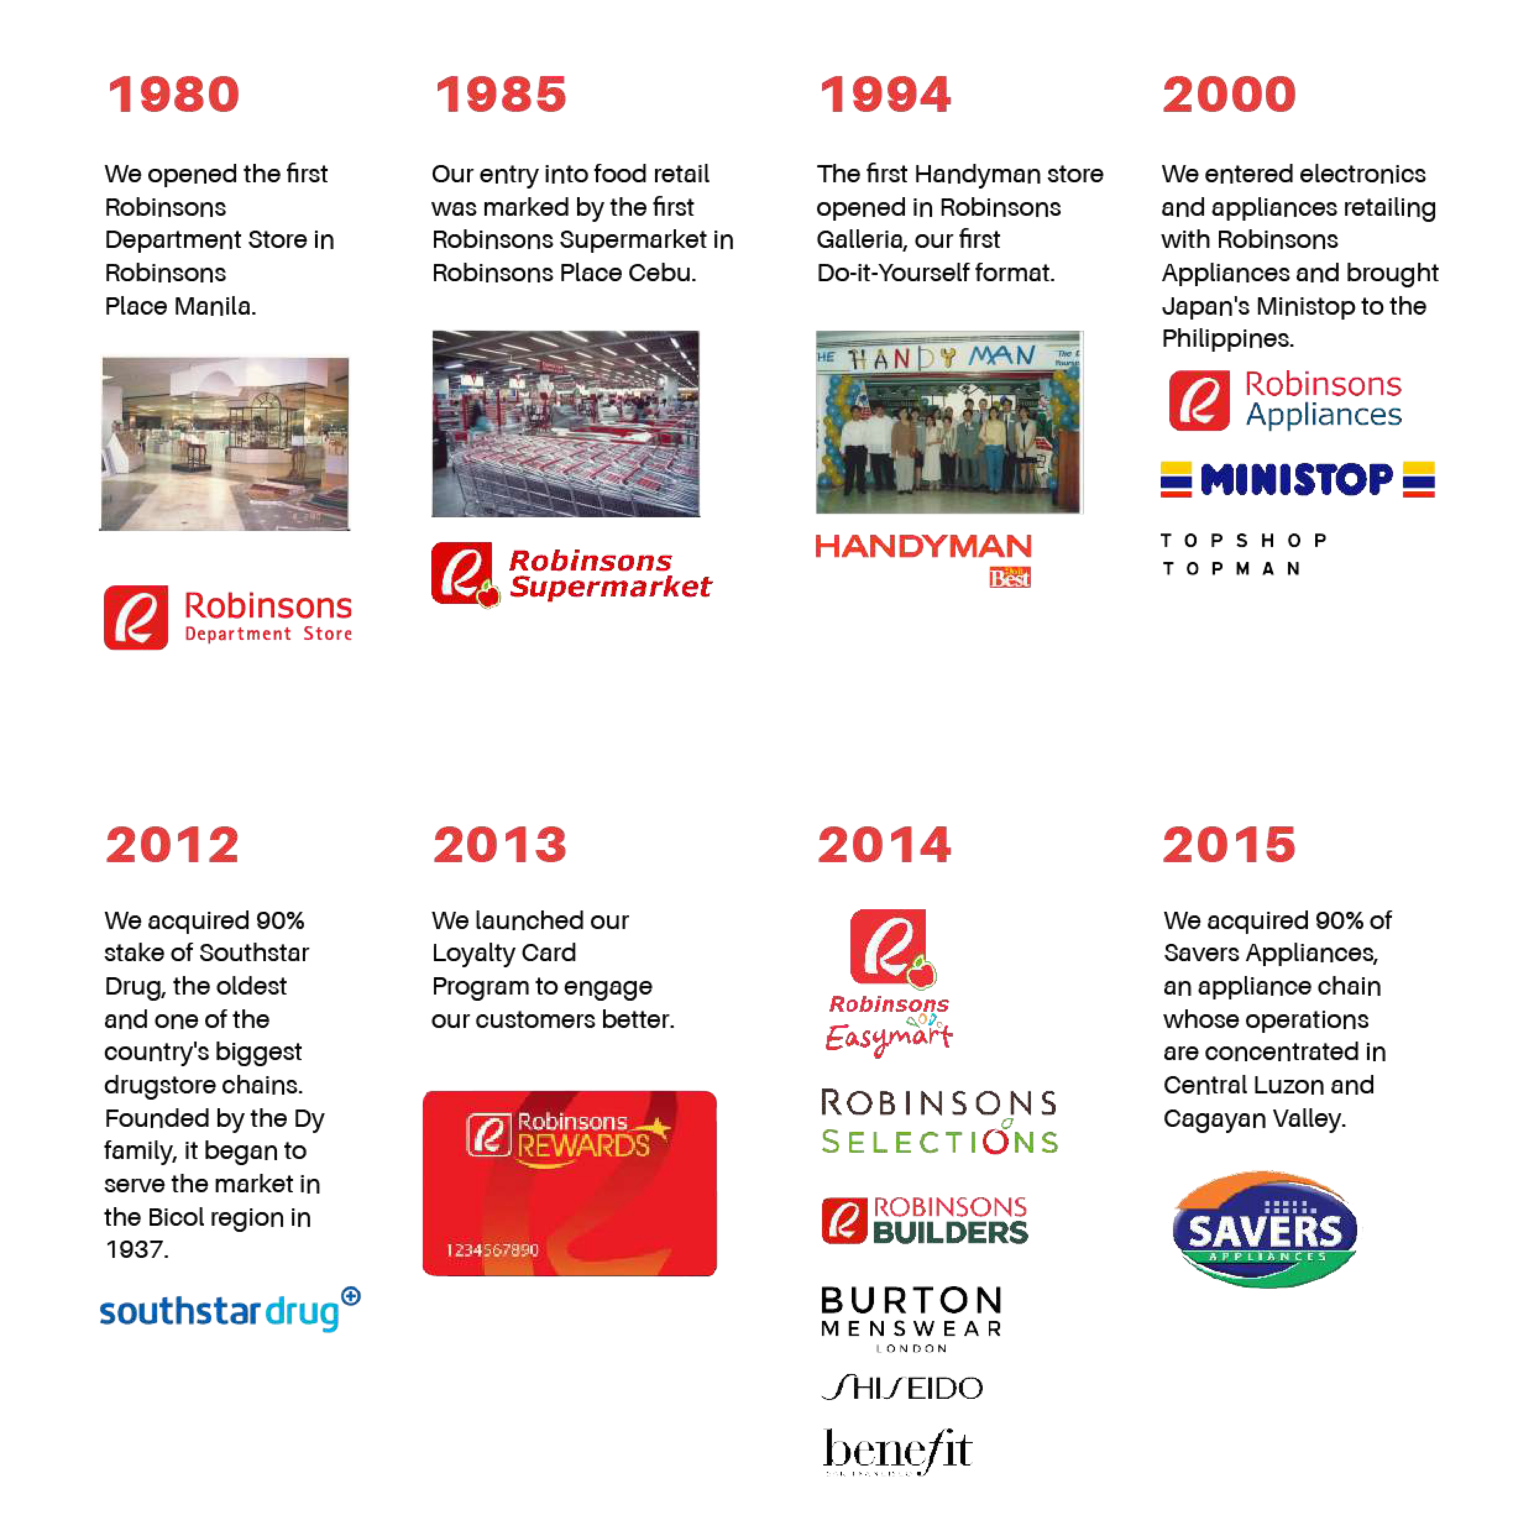 1980
We opened the first
Robinsons
Department Store in
Robinsons
Place Manila.
Robinsons
Department Store
1985
Our entry into food retail
was marked by the first
Robinsons Supermarket in
Robinsons Place Cebu.
Robinsons
Supermarket
1994
The first Handyman store
opened in Robinsons
Galleria, our first
Do-it-Yourself format.
HE HANDY MAN
HANDYMAN
Best
2000
We entered electronics
and appliances retailing
with Robinsons
Appliances and brought
Japan's Ministop to the
Philippines.
Robinsons
Appliances
MINISTOP
TOPSHOP
TOPMAN
2012
We acquired 90%
stake of Southstar
Drug, the oldest
and one of the
country's biggest
drugstore chains.
Founded by the Dy
family, it began to
serve the market in
the Bicol region in
1937.
southstardrug
2013
We launched our
Loyalty Card
Program to engage
our customers better.
Robinsons
REWARDS
1234567890
2014
Robinsons
Easymart
ROBINSONS
SELECTIONS
ROBINSONS
BUILDERS
BURTON
MENSWEAR
LONDON
SHISEIDO
benefit
2015
We acquired 90% of
Savers Appliances,
an appliance chain
whose operations
are concentrated in
Central Luzon and
Cagayan Valley.
SAVERS
APPLIANCES